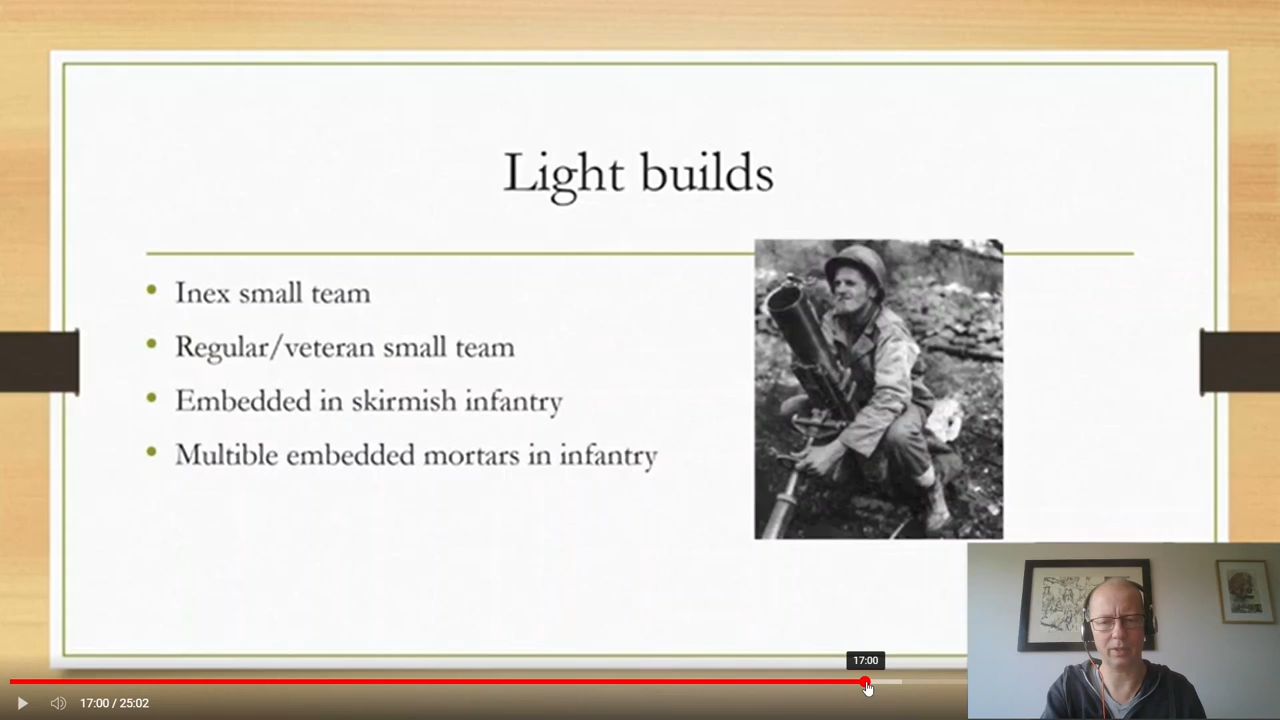 Light builds
Inex small team
Regular/veteran small team
Embedded in skirmish infantry
Multible embedded mortars in infantry
17:00
17:00 / 25:02